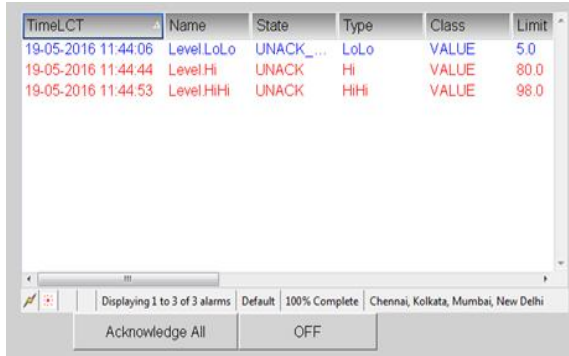 TimeLCT Name State Type Class Limit
19-05-2016 11:44:06 Level.LoLo UNACK_... LoLo VALUE 5.0
19-05-2016 11:44:44 Level.Hi UNACK Hi VALUE 80.0
19-05-2016 11:44:53 Level.HiHi UNACK HiHi VALUE 98.0
Displaying 1 to 3 of 3 alarms Default 100% Complete Chennai, Kolkata, Mumbai, New Delhi
Acknowledge All OFF